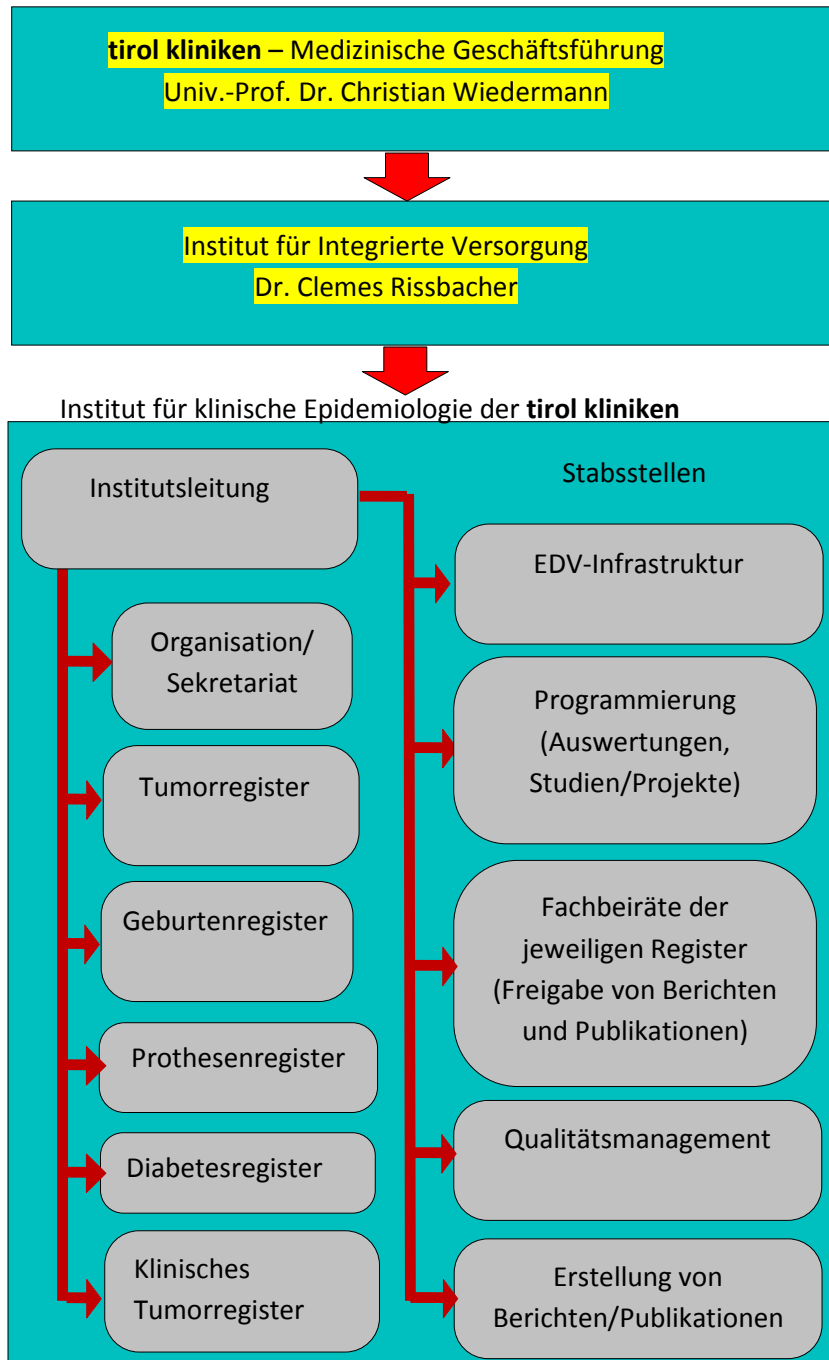 tirol kliniken – Medizinische Geschäftsführung
Univ.-Prof. Dr. Christian Wiedermann
Institut für Integrierte Versorgung
Dr. Clemes Rissbacher
Institut für klinische Epidemiologie der tirol kliniken
Institutsleitung
Organisation/
Sekretariat
Tumorregister
Geburtenregister
Prothesenregister
Diabetesregister
Klinisches
Tumorregister
Stabsstellen
EDV-Infrastruktur
Programmierung
(Auswertungen,
Studien/Projekte)
Fachbeiräte der
jeweiligen Register
(Freigabe von Berichten
und Publikationen)
Qualitätsmanagement
Erstellung von
Berichten/Publikationen